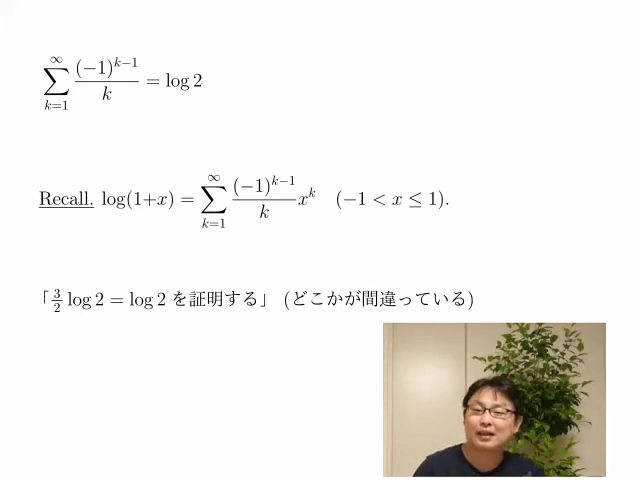 ∑_{k=1}^{∞} (−1)^{k−1}/k = log 2
Recall. log(1+x) = ∑_{k=1}^{∞} (−1)^{k−1}/k x^k (−1 < x ≤ 1).
「3/2 log 2 = log 2 を証明する」 (どこかが間違っている)